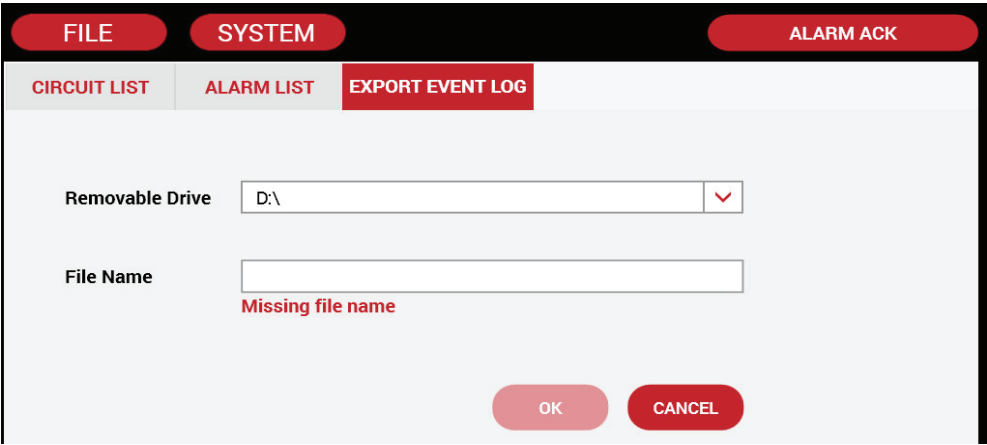 FILE SYSTEM ALARM ACK
CIRCUIT LIST ALARM LIST EXPORT EVENT LOG
Removable Drive D:\
File Name
Missing file name
OK CANCEL